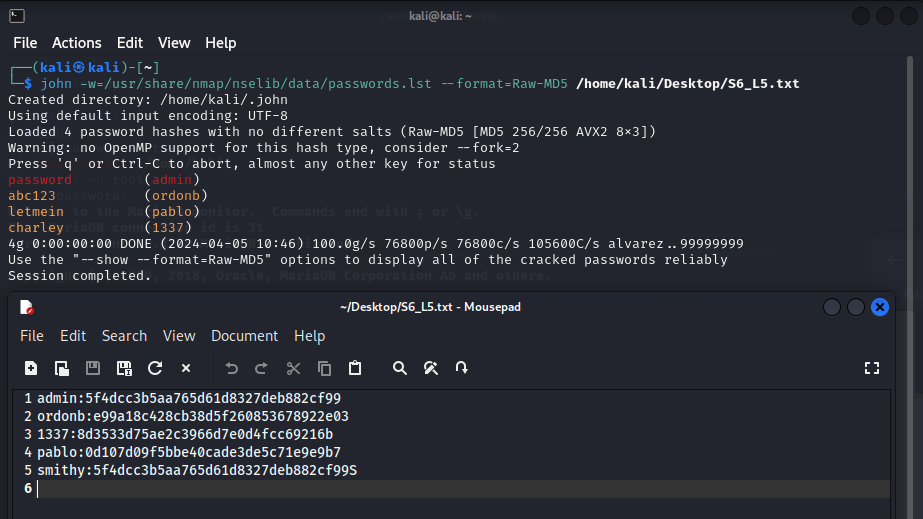 kali@kali: ~
File Actions Edit View Help
┌──(kali㉿kali)-[~]
└─$ john -w=/usr/share/nmap/nselib/data/passwords.lst --format=Raw-MD5 /home/kali/Desktop/S6_L5.txt
Created directory: /home/kali/.john
Using default input encoding: UTF-8
Loaded 4 password hashes with no different salts (Raw-MD5 [MD5 256/256 AVX2 8×3])
Warning: no OpenMP support for this hash type, consider --fork=2
Press 'q' or Ctrl-C to abort, almost any other key for status
password (admin)
abc123 (ordonb)
letmein (pablo)
charley (1337)
4g 0:00:00:00 DONE (2024-04-05 10:46) 100.0g/s 76800p/s 76800c/s 105600C/s alvarez..99999999
Use the "--show --format=Raw-MD5" options to display all of the cracked passwords reliably
Session completed.
~/Desktop/S6_L5.txt - Mousepad
File Edit Search View Document Help
1 admin:5f4dcc3b5aa765d61d8327deb882cf99
2 ordonb:e99a18c428cb38d5f260853678922e03
3 1337:8d3533d75ae2c3966d7e0d4fcc69216b
4 pablo:0d107d09f5bbe40cade3de5c71e9e9b7
5 smithy:5f4dcc3b5aa765d61d8327deb882cf99S
6